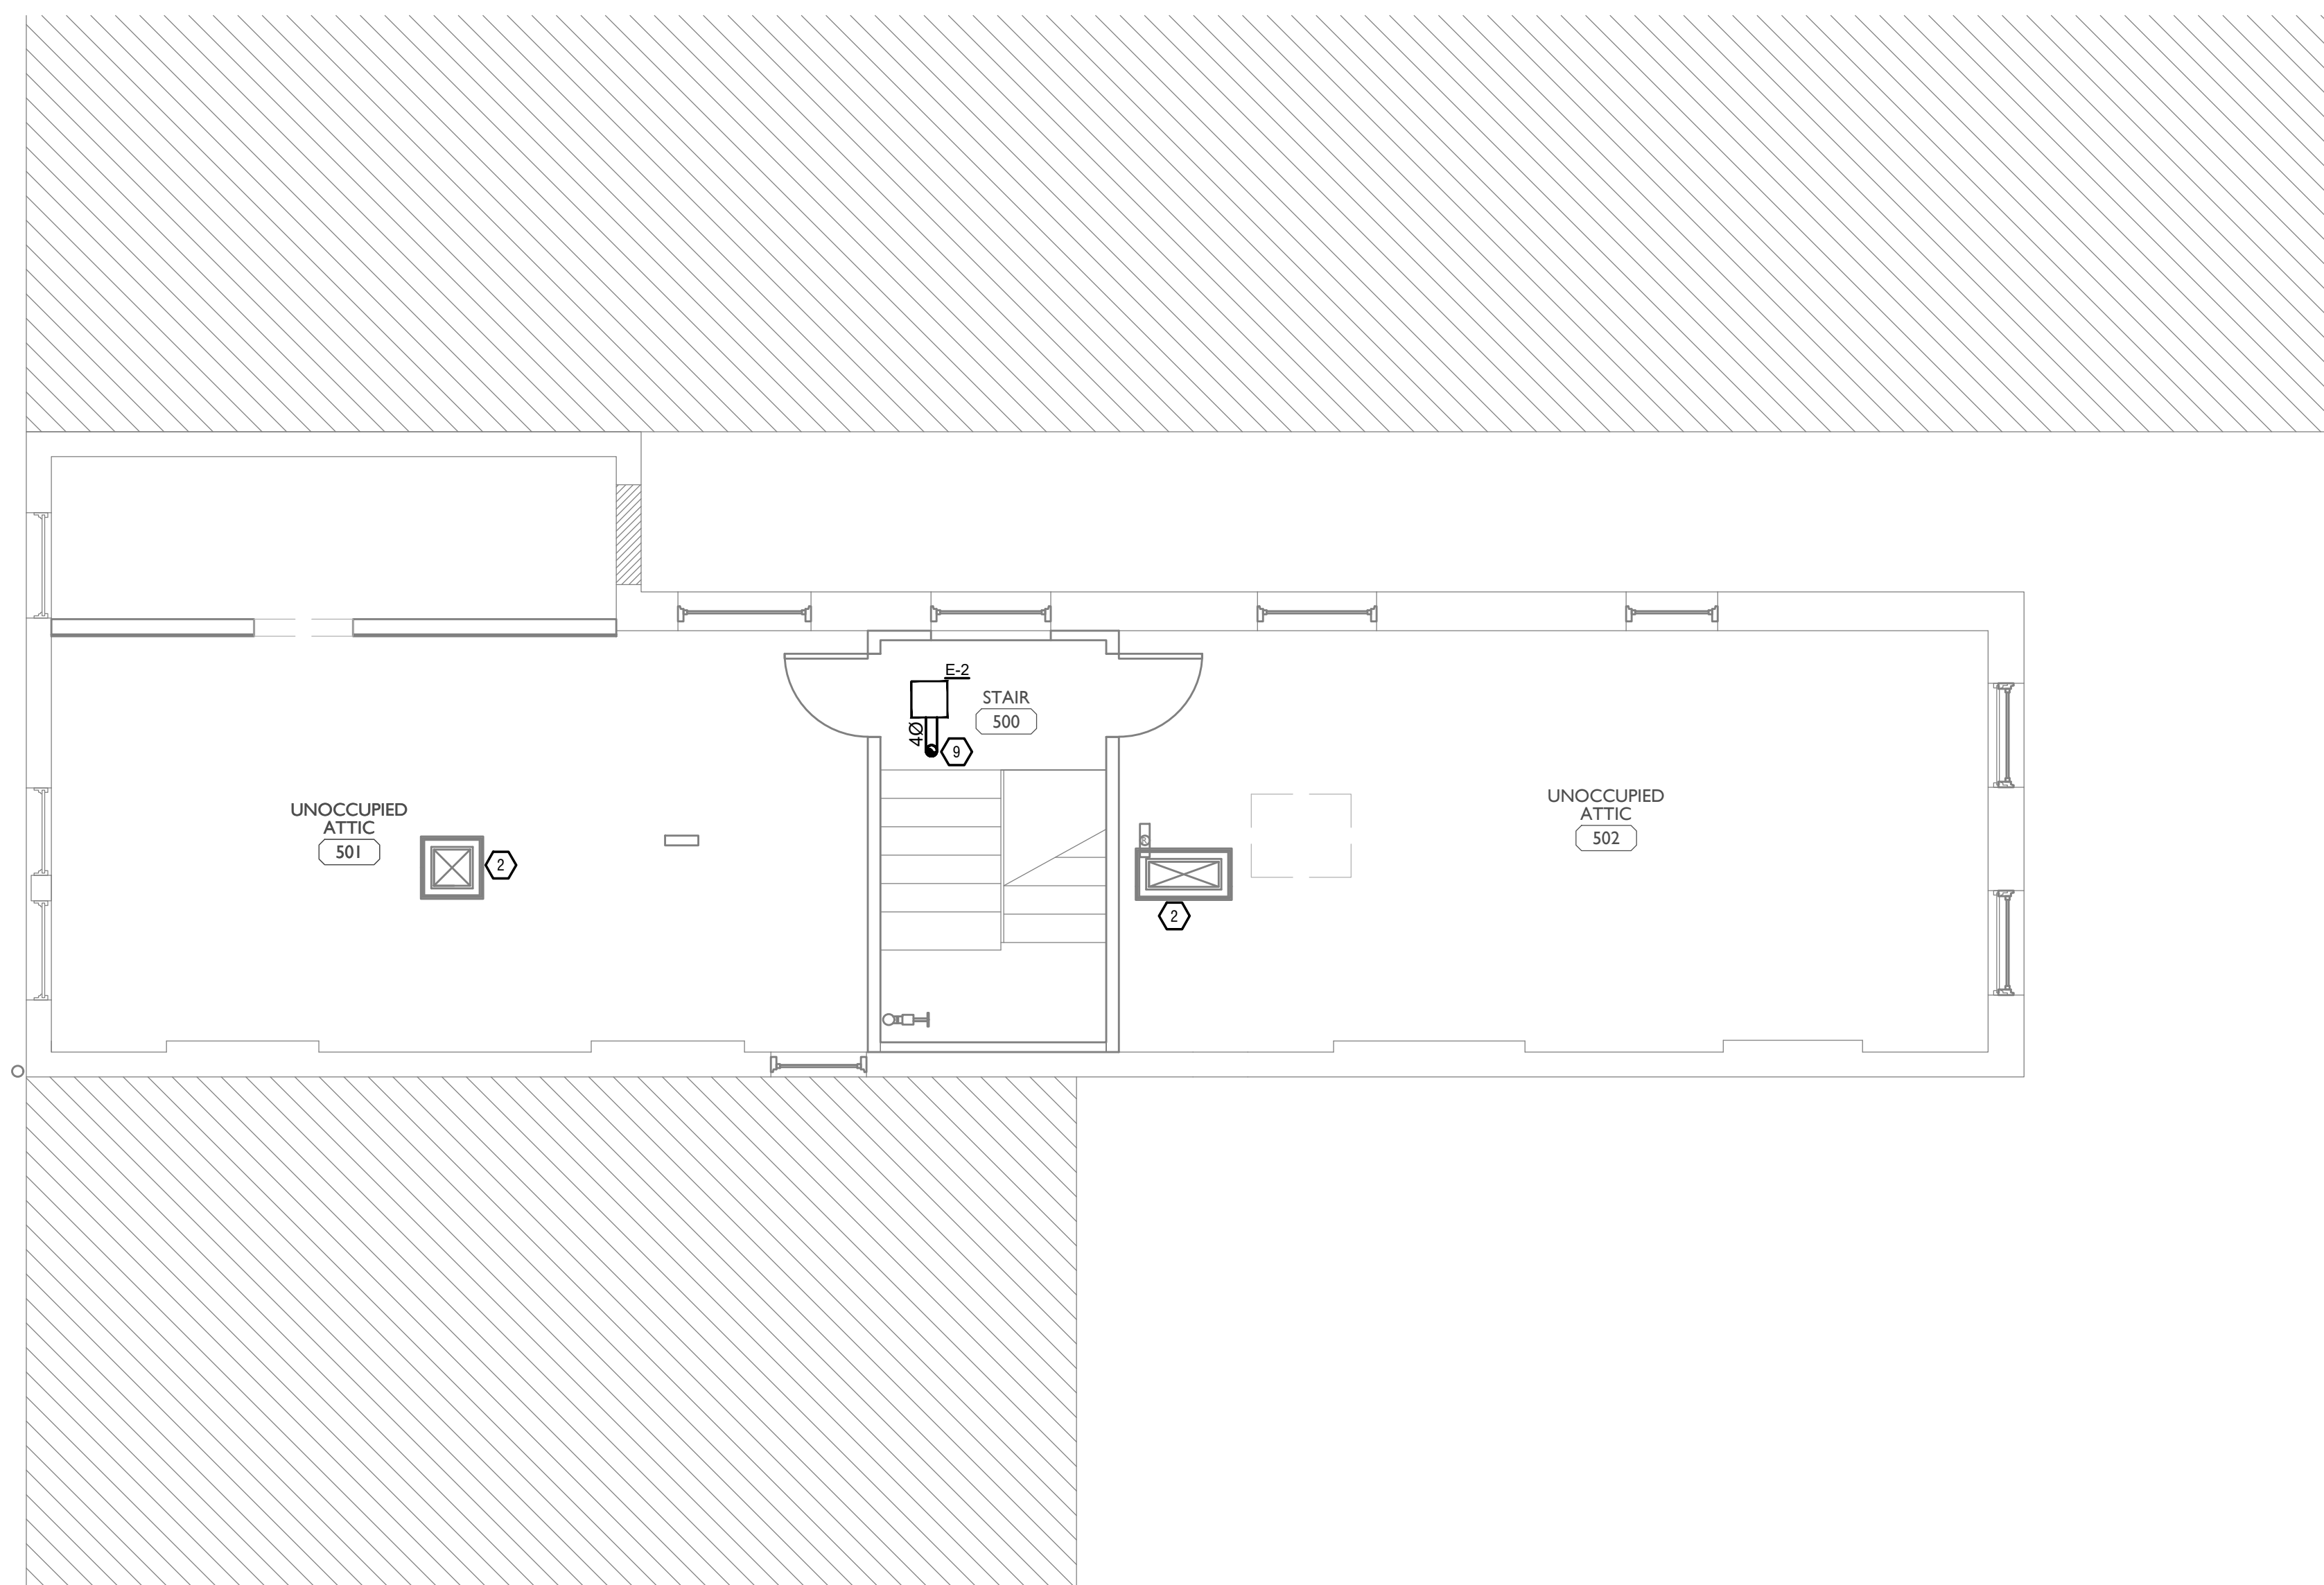 E-2
STAIR
500
4Ø
9
UNOCCUPIED
ATTIC
501
2
UNOCCUPIED
ATTIC
502
2